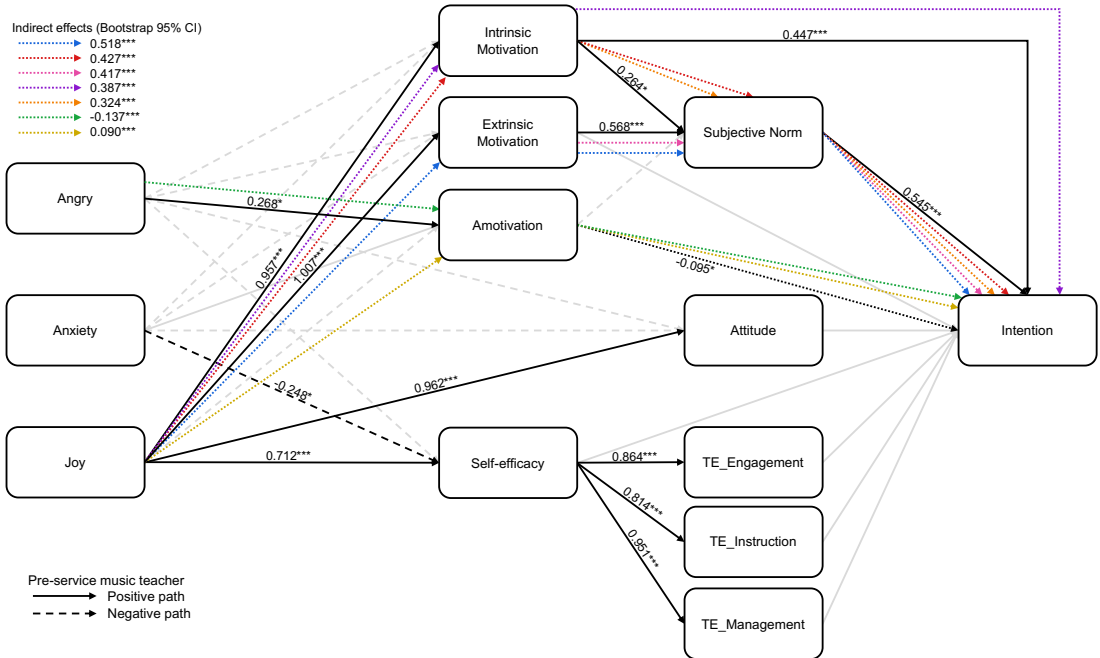 Indirect effects (Bootstrap 95% CI)
0.518***
0.427***
0.417***
0.387***
0.324***
-0.137***
0.090***
Intrinsic
Motivation
0.447***
0.264*
Extrinsic
Motivation
0.568***
Subjective Norm
Angry
0.268*
Amotivation
0.545***
-0.095*
0.957***
1.007***
Anxiety
Attitude
Intention
-0.248*
0.962***
Joy
0.712***
Self-efficacy
0.864***
TE_Engagement
0.814***
TE_Instruction
0.951***
TE_Management
Pre-service music teacher
Positive path
Negative path